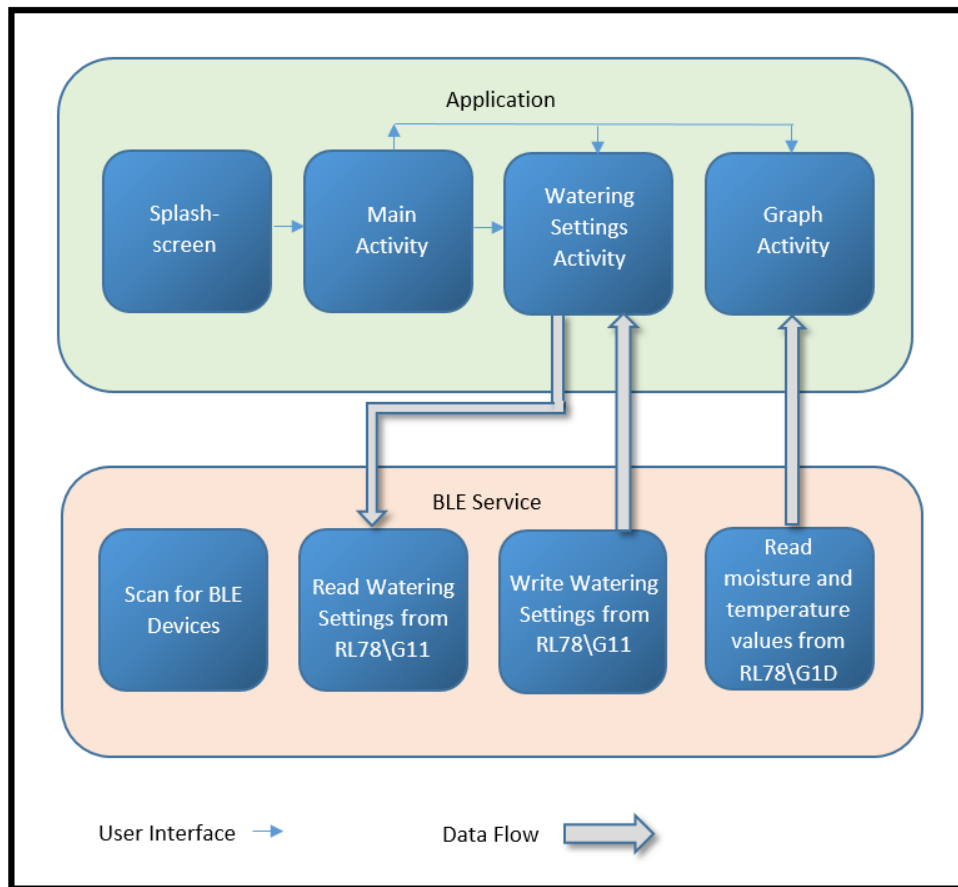 Application
Splash-
screen
Main
Activity
Watering
Settings
Activity
Graph
Activity
BLE Service
Scan for BLE
Devices
Read Watering
Settings from
RL78\G11
Write Watering
Settings from
RL78\G11
Read
moisture and
temperature
values from
RL78\G1D
User Interface
Data Flow